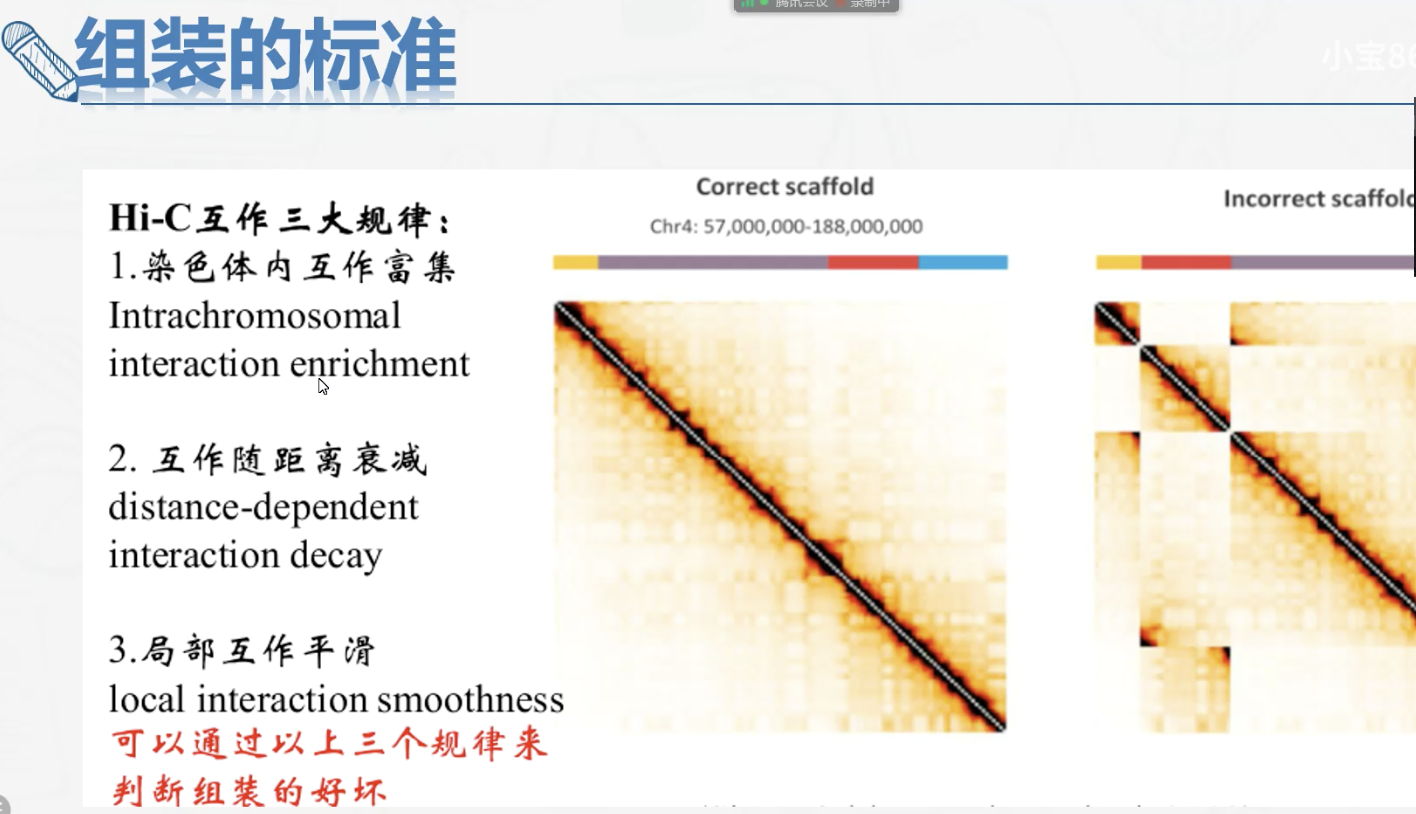 腾讯会议 录制中
组装的标准
小宝86
Hi-C互作三大规律：
1.染色体内互作富集
Intrachromosomal
interaction enrichment
2. 互作随距离衰减
distance-dependent
interaction decay
3.局部互作平滑
local interaction smoothness
可以通过以上三个规律来
判断组装的好坏
Correct scaffold
Chr4: 57,000,000-188,000,000
Incorrect scaffold